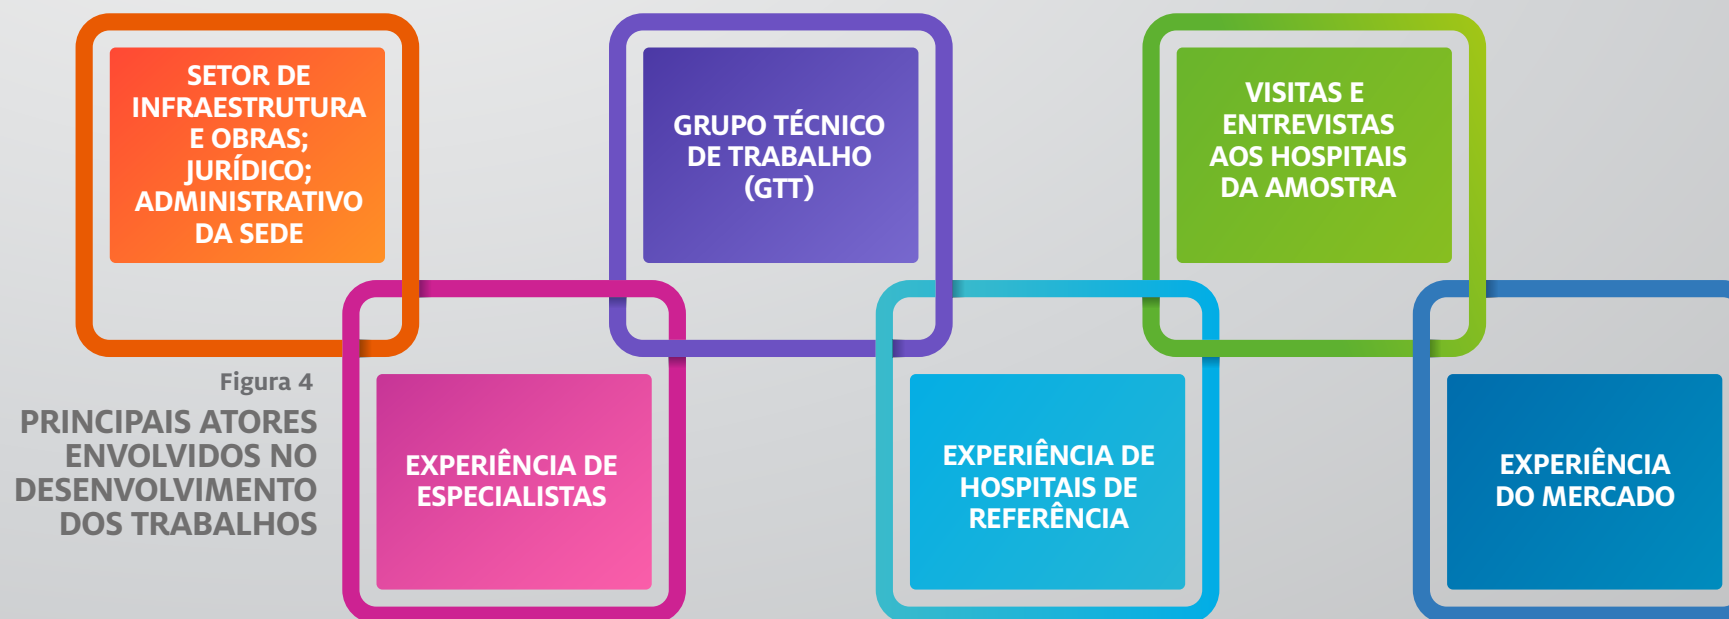 SETOR DE
INFRAESTRUTURA
E OBRAS;
JURÍDICO;
ADMINISTRATIVO
DA SEDE
GRUPO TÉCNICO
DE TRABALHO
(GTT)
VISITAS E
ENTREVISTAS
AOS HOSPITAIS
DA AMOSTRA
Figura 4
PRINCIPAIS ATORES
ENVOLVIDOS NO
DESENVOLVIMENTO
DOS TRABALHOS
EXPERIÊNCIA DE
ESPECIALISTAS
EXPERIÊNCIA DE
HOSPITAIS DE
REFERÊNCIA
EXPERIÊNCIA
DO MERCADO